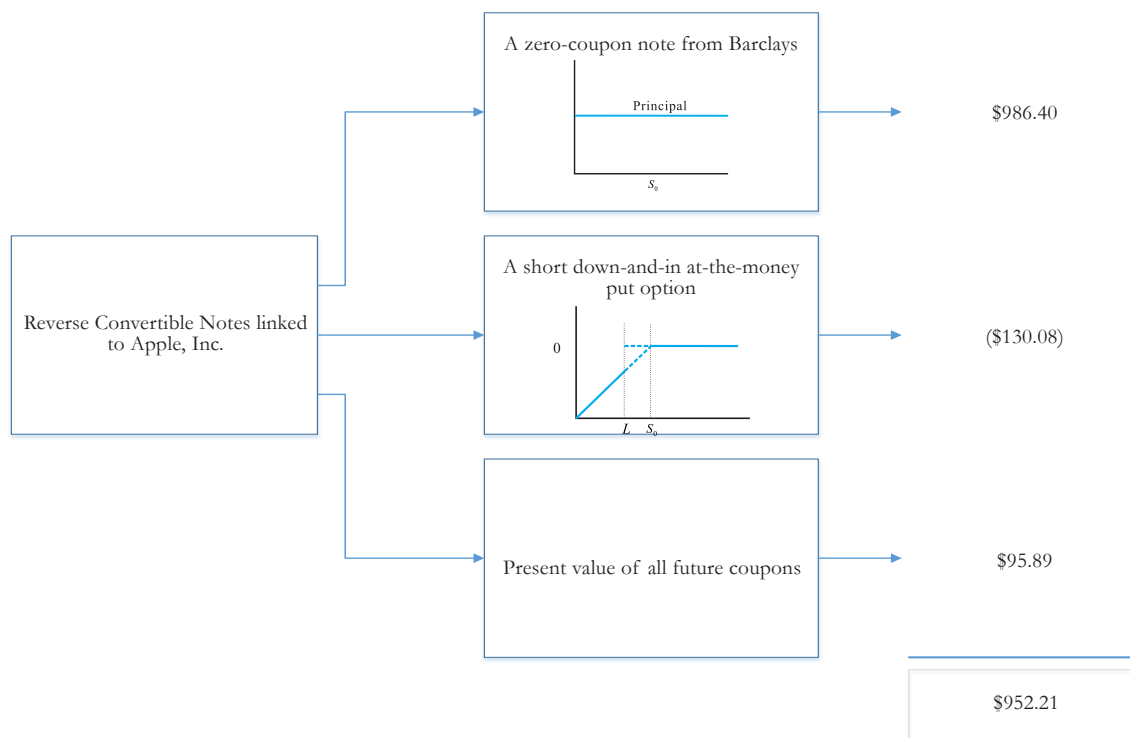 A zero-coupon note from Barclays
Principal
S₀
$986.40
Reverse Convertible Notes linked
to Apple, Inc.
A short down-and-in at-the-money
put option
0
L S₀
($130.08)
Present value of all future coupons
$95.89
$952.21